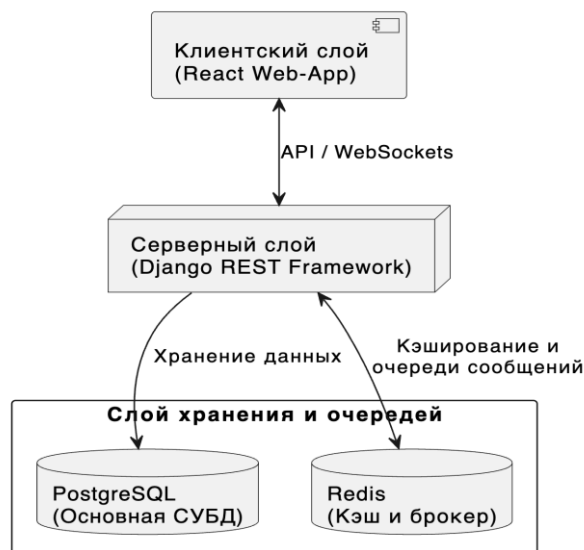 Клиентский слой
(React Web-App)
API / WebSockets
Серверный слой
(Django REST Framework)
Хранение данных
Кэширование и
очереди сообщений
Слой хранения и очередей
PostgreSQL
(Основная СУБД)
Redis
(Кэш и брокер)